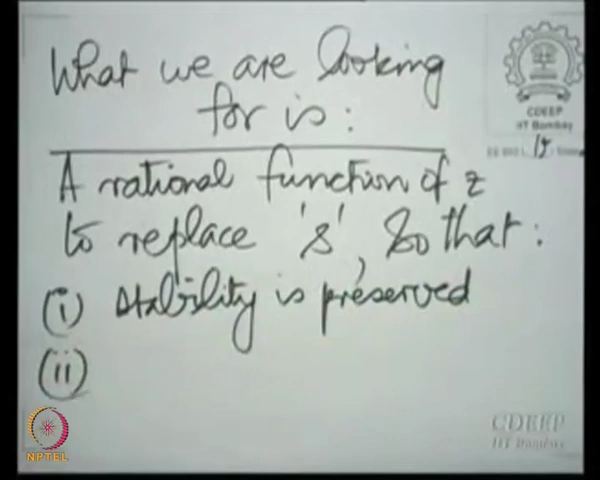 What we are looking
for is:
A rational function of z
to replace 's', so that:
(i) stability is preserved
(ii)
CDEEP
IIT Bombay
CDEEP
IIT Bombay
NPTEL